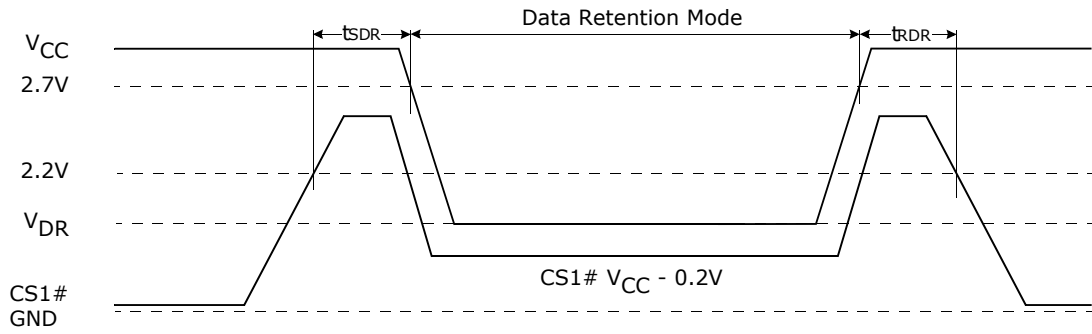 Data Retention Mode
tSDR
tRDR
VCC
2.7V
2.2V
VDR
CS1# VCC - 0.2V
CS1#
GND